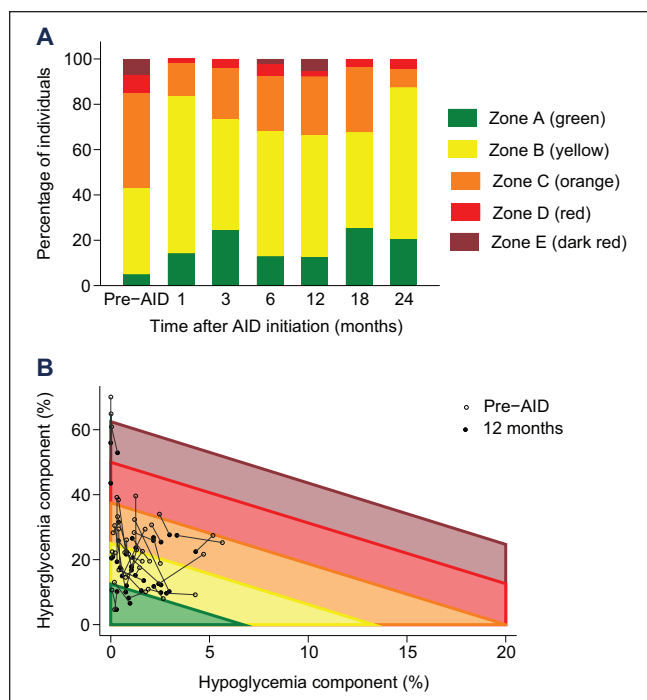 A
100
80
60
40
20
0
Percentage of individuals
Pre−AID 1 3 6 12 18 24
Time after AID initiation (months)
Zone A (green)
Zone B (yellow)
Zone C (orange)
Zone D (red)
Zone E (dark red)
B
60
40
20
0
Hyperglycemia component (%)
Pre−AID
12 months
0 5 10 15 20
Hypoglycemia component (%)